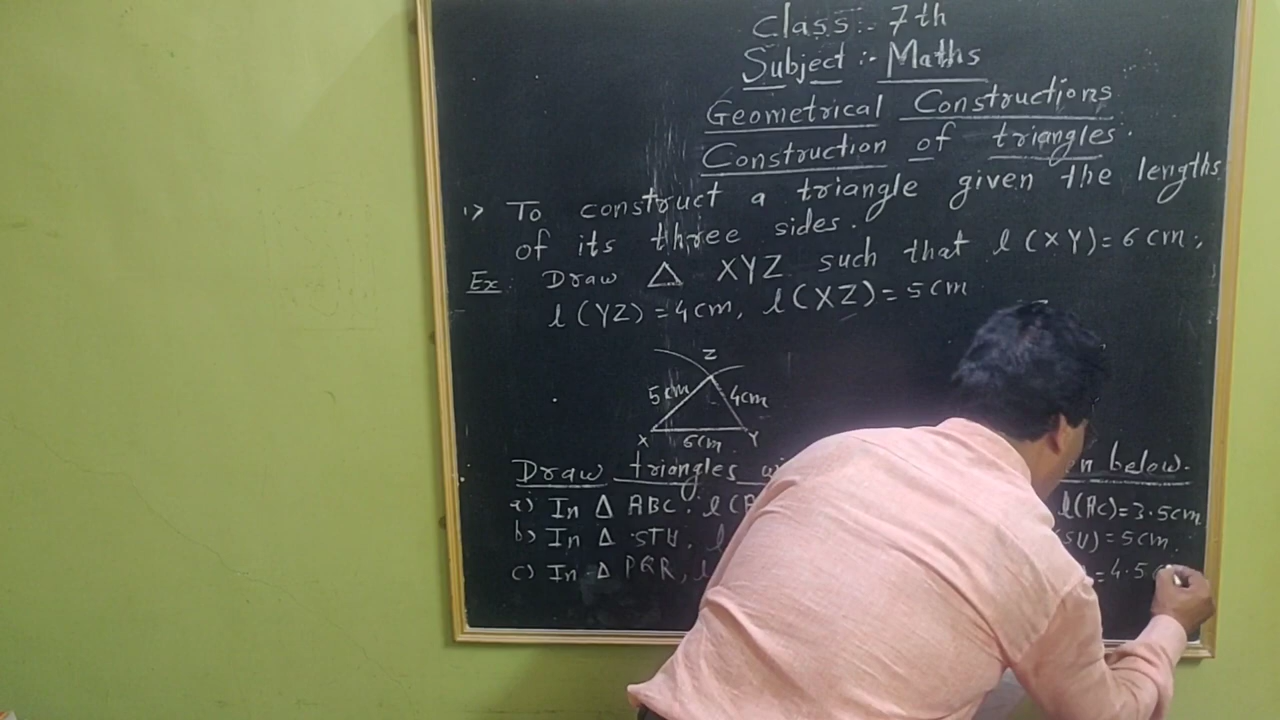 Class :- 7th
Subject :- Maths
Geometrical Constructions
Construction of triangles.
1) To construct a triangle given the lengths
of its three sides.
Ex: Draw △ XYZ such that l(XY) = 6cm,
l(YZ) = 4cm, l(XZ) = 5cm
Z
5cm 4cm
X 6cm Y
Draw triangles below.
a) In △ ABC. l(AC)=3.5cm
b) In △ STU, SU)=5cm.
c) In △ PQR, l =4.5